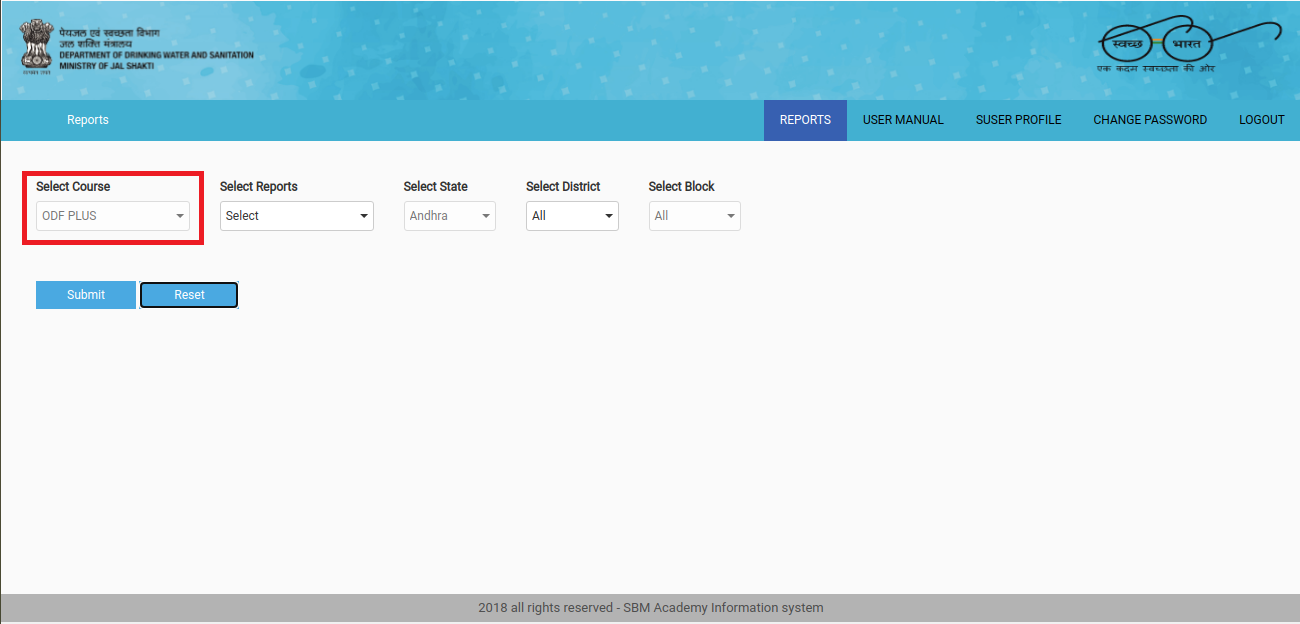 पेयजल एवं स्वच्छता विभाग
जल शक्ति मंत्रालय
DEPARTMENT OF DRINKING WATER AND SANITATION
MINISTRY OF JAL SHAKTI
सत्यमेव जयते
स्वच्छ भारत
एक कदम स्वच्छता की ओर
Reports
REPORTS USER MANUAL SUSER PROFILE CHANGE PASSWORD LOGOUT
Select Course Select Reports Select State Select District Select Block
ODF PLUS Select Andhra All All
Submit Reset
2018 all rights reserved - SBM Academy Information system